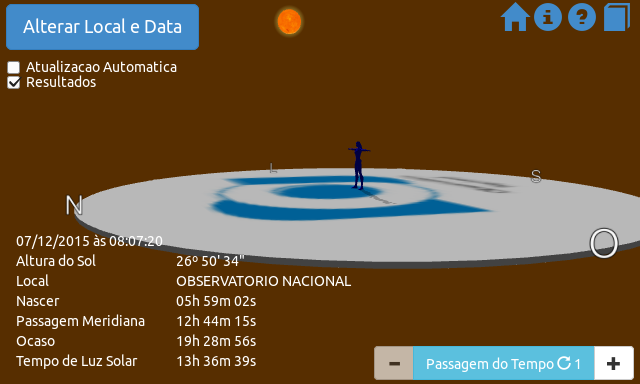 Alterar Local e Data
Atualizacao Automatica
Resultados
L
S
N
O
07/12/2015 às 08:07:20
Altura do Sol 26º 50' 34"
Local OBSERVATORIO NACIONAL
Nascer 05h 59m 02s
Passagem Meridiana 12h 44m 15s
Ocaso 19h 28m 56s
Tempo de Luz Solar 13h 36m 39s
− Passagem do Tempo 1 +